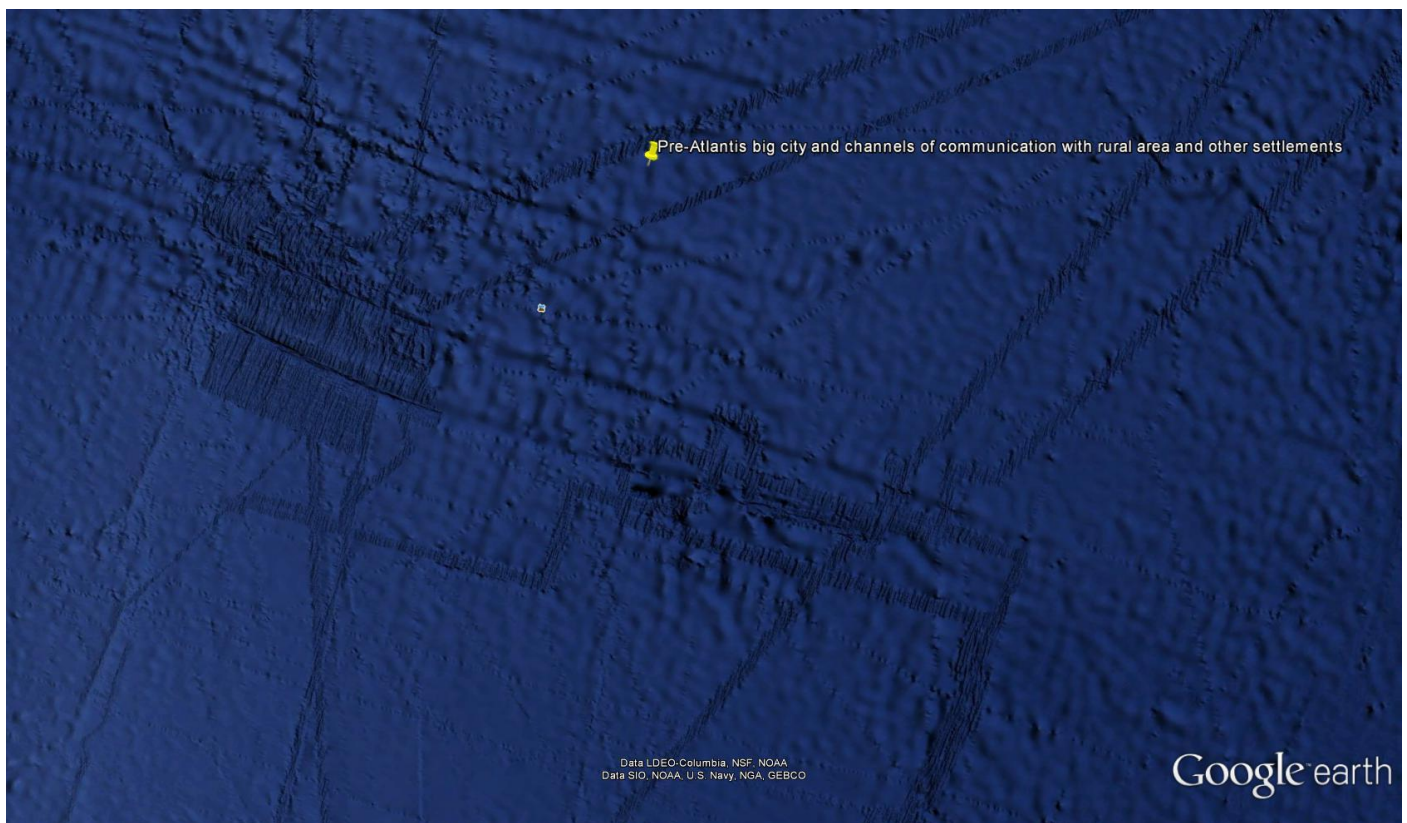 Pre-Atlantis big city and channels of communication with rural area and other settlements
Data LDEO-Columbia, NSF, NOAA
Data SIO, NOAA, U.S. Navy, NGA, GEBCO
Google earth